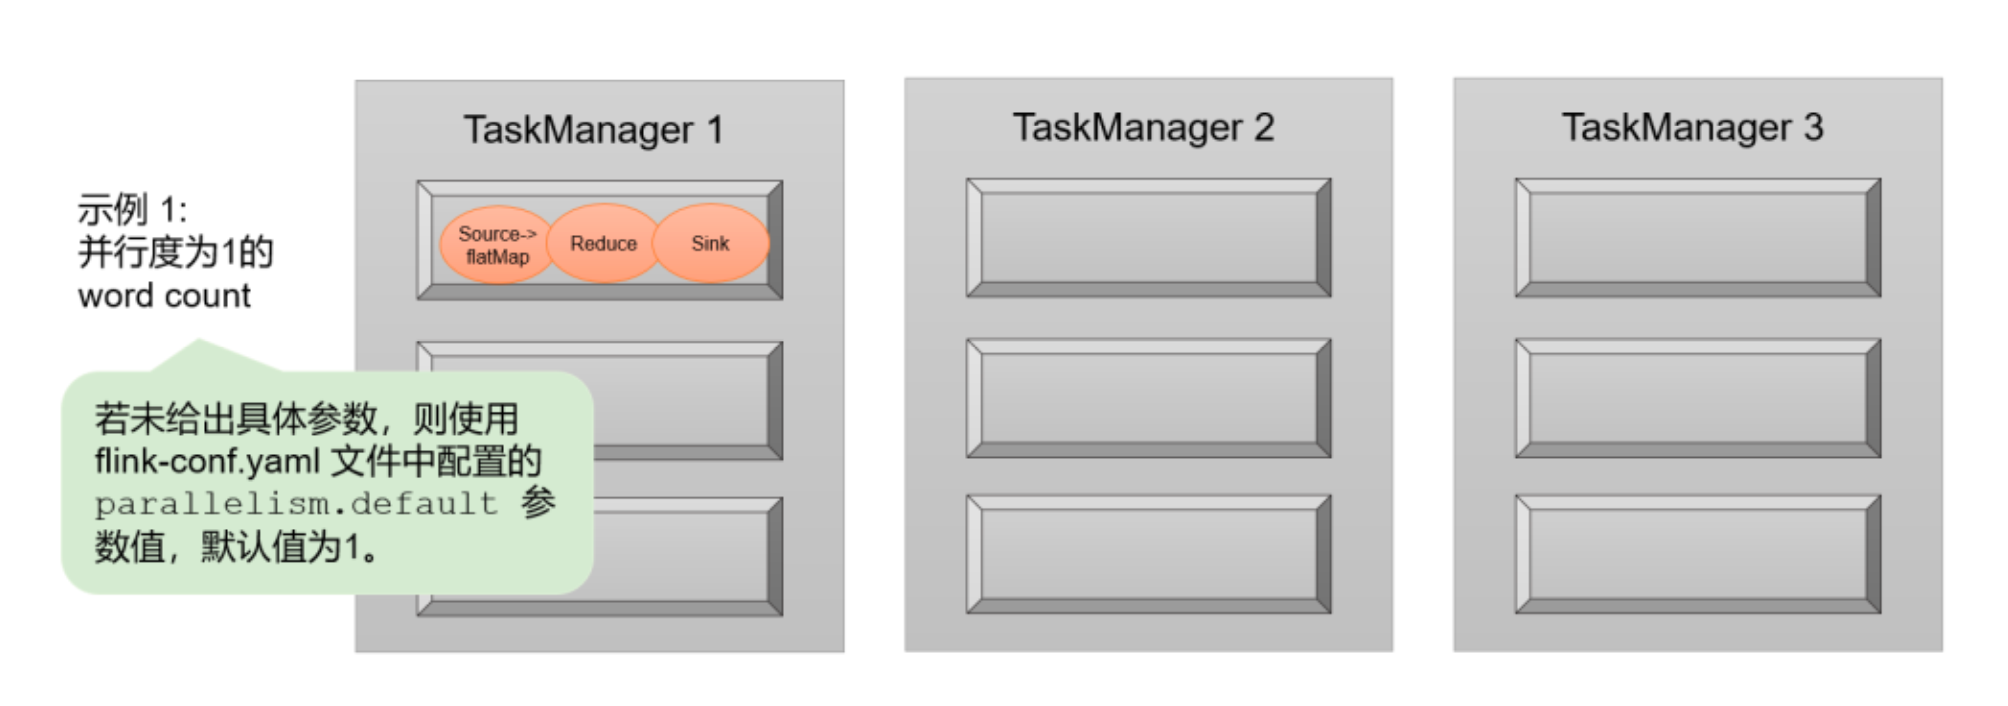 TaskManager 1
TaskManager 2
TaskManager 3
示例 1:
并行度为1的
word count
Source->
flatMap
Reduce
Sink
若未给出具体参数，则使用
flink-conf.yaml 文件中配置的
parallelism.default 参
数值，默认值为1。